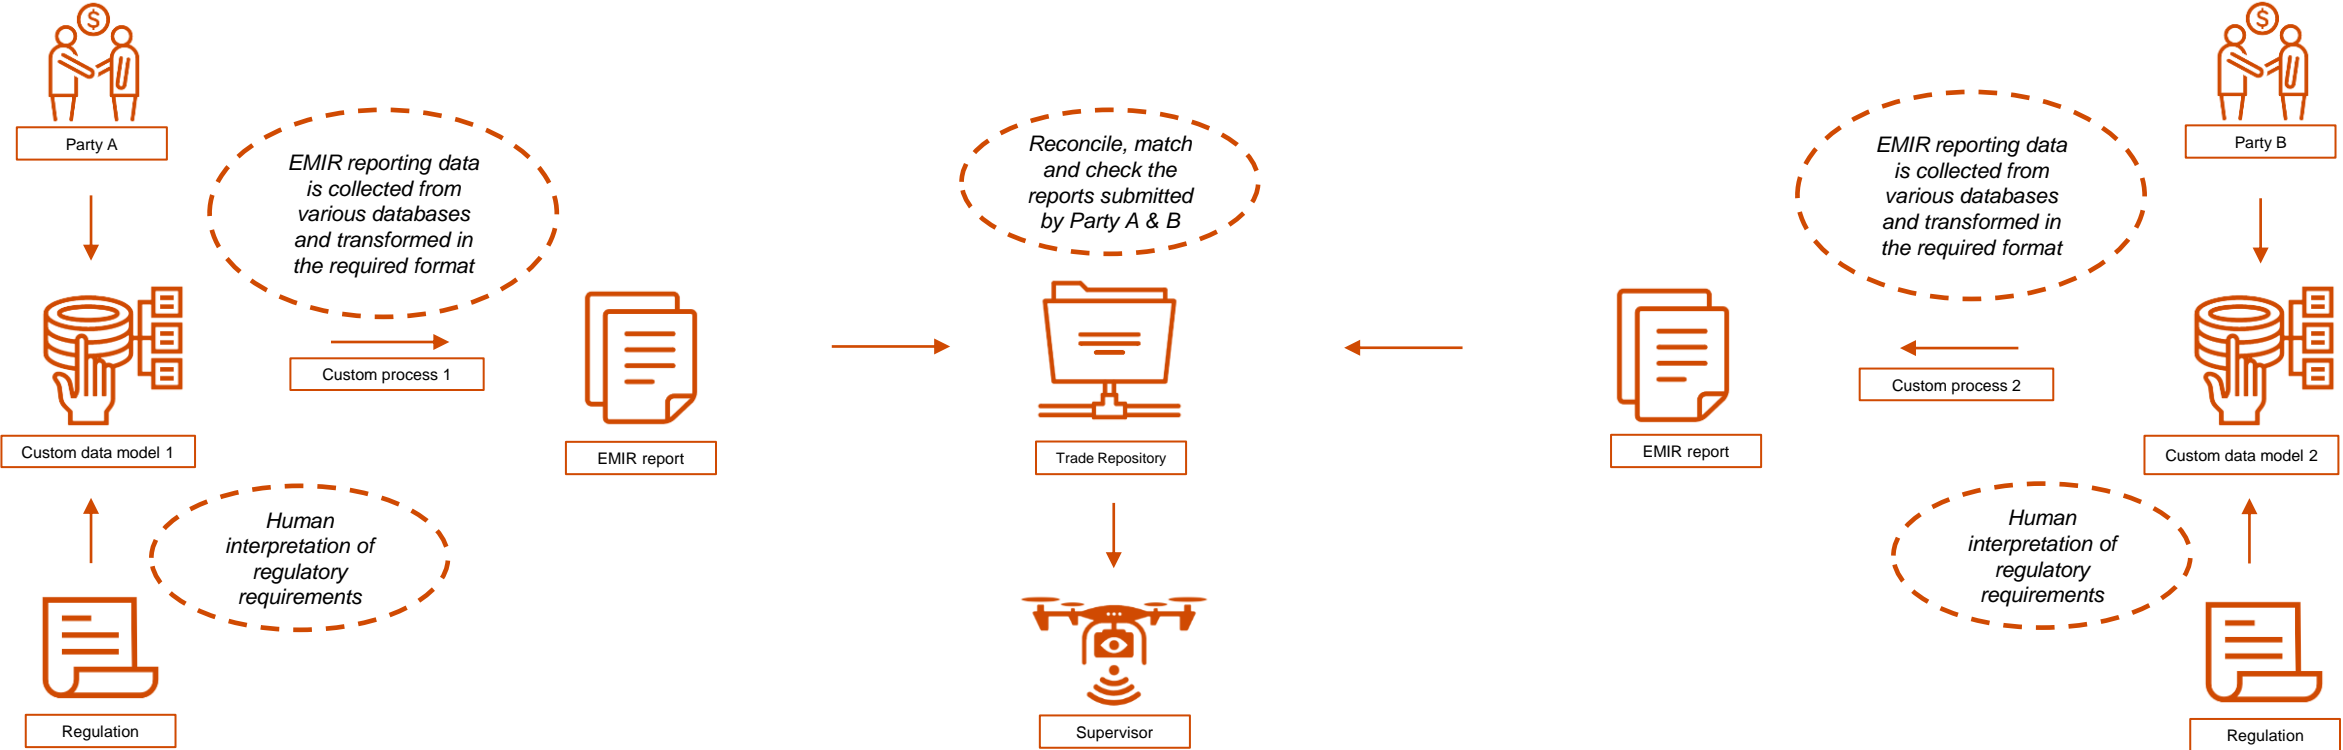 $
Party A
EMIR reporting data
is collected from
various databases
and transformed in
the required format
Custom process 1
Custom data model 1
Human
interpretation of
regulatory
requirements
Regulation
EMIR report
Reconcile, match
and check the
reports submitted
by Party A & B
Trade Repository
Supervisor
$
Party B
EMIR reporting data
is collected from
various databases
and transformed in
the required format
Custom process 2
EMIR report
Custom data model 2
Human
interpretation of
regulatory
requirements
Regulation